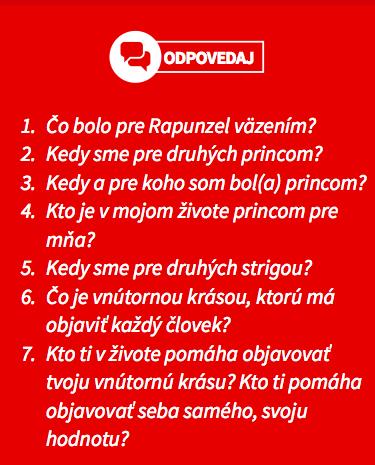 ODPOVEDAJ
1. Čo bolo pre Rapunzel väzením?
2. Kedy sme pre druhých princom?
3. Kedy a pre koho som bol(a) princom?
4. Kto je v mojom živote princom pre
mňa?
5. Kedy sme pre druhých strigou?
6. Čo je vnútornou krásou, ktorú má
objaviť každý človek?
7. Kto ti v živote pomáha objavovať
tvoju vnútornú krásu? Kto ti pomáha
objavovať seba samého, svoju
hodnotu?